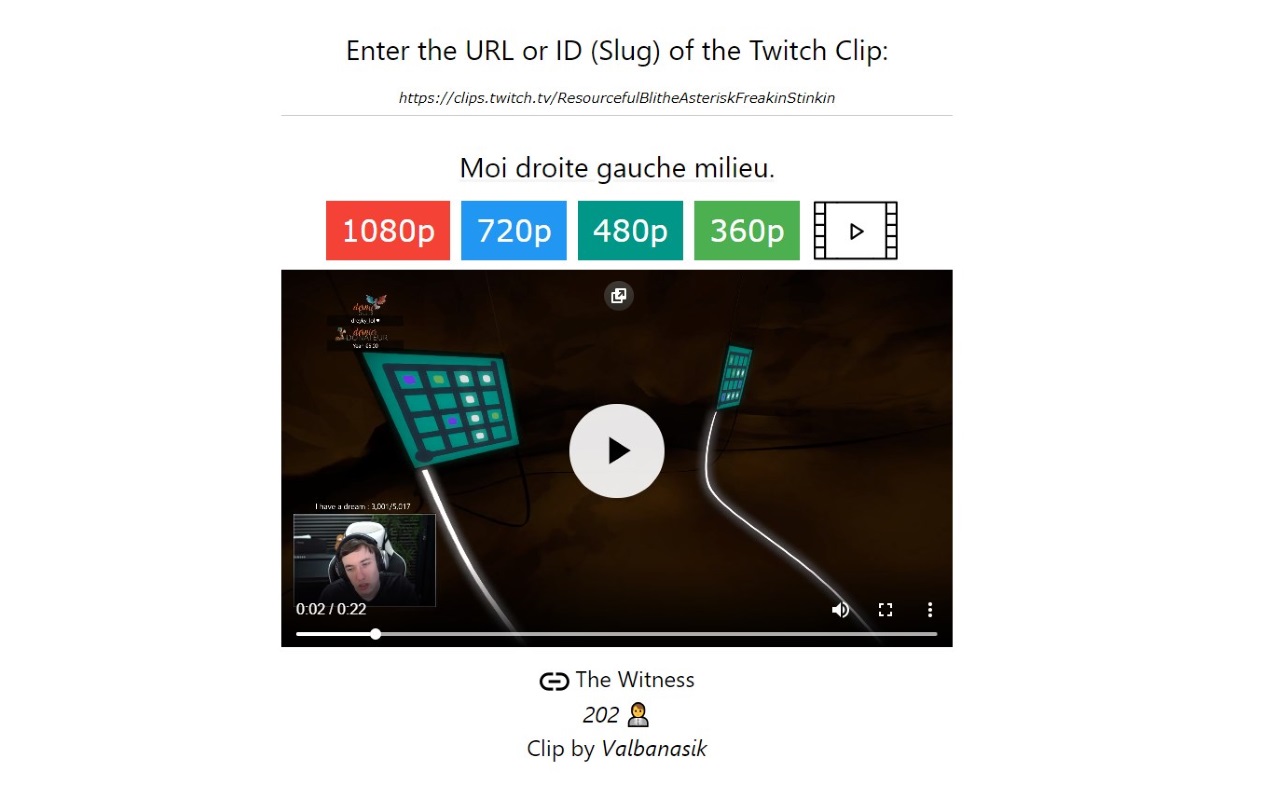 Enter the URL or ID (Slug) of the Twitch Clip:
https://clips.twitch.tv/ResourcefulBlitheAsteriskFreakinStinkin
Moi droite gauche milieu.
1080p 720p 480p 360p
DONATEUR
I have a dream : 3,001/5,017
0:02 / 0:22
The Witness
202
Clip by Valbanasik